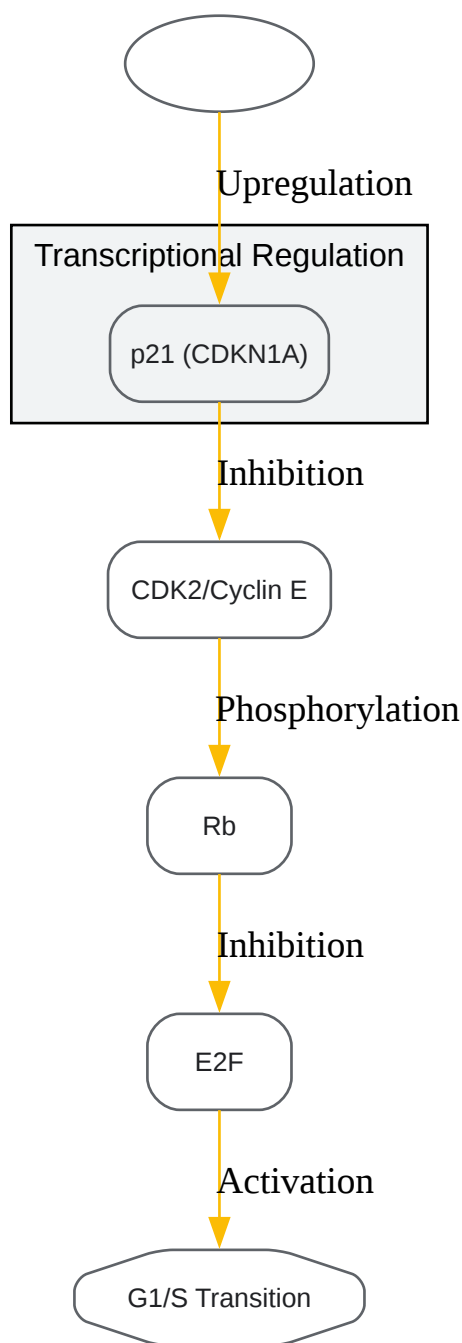 Upregulation
Transcriptional Regulation
p21 (CDKN1A)
Inhibition
CDK2/Cyclin E
Phosphorylation
Rb
Inhibition
E2F
Activation
G1/S Transition